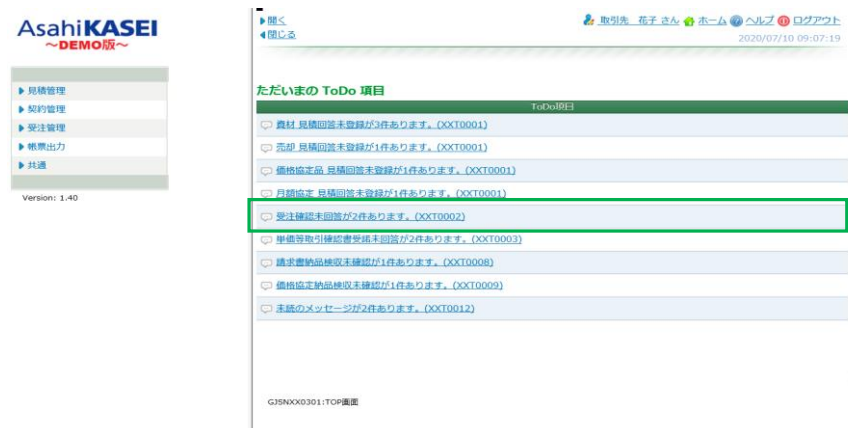 AsahiKASEI
~DEMO版~
▶見積管理
▶契約管理
▶受注管理
▶帳票出力
▶共通
Version: 1.40
▶開く
◀閉じる
取引先 花子 さん ホーム ヘルプ ログアウト
2020/07/10 09:07:19
ただいまの ToDo 項目
ToDo項目
資材 見積回答未登録が3件あります。(XXT0001)
売却 見積回答未登録が1件あります。(XXT0001)
価格協定品 見積回答未登録が1件あります。(XXT0001)
月額協定 見積回答未登録が1件あります。(XXT0001)
受注確認未回答が2件あります。(XXT0002)
単価等取引確認書受諾未回答が2件あります。(XXT0003)
請求書納品検収未確認が1件あります。(XXT0008)
価格協定納品検収未確認が1件あります。(XXT0009)
未読のメッセージが2件あります。(XXT0012)
GJSNXX0301:TOP画面